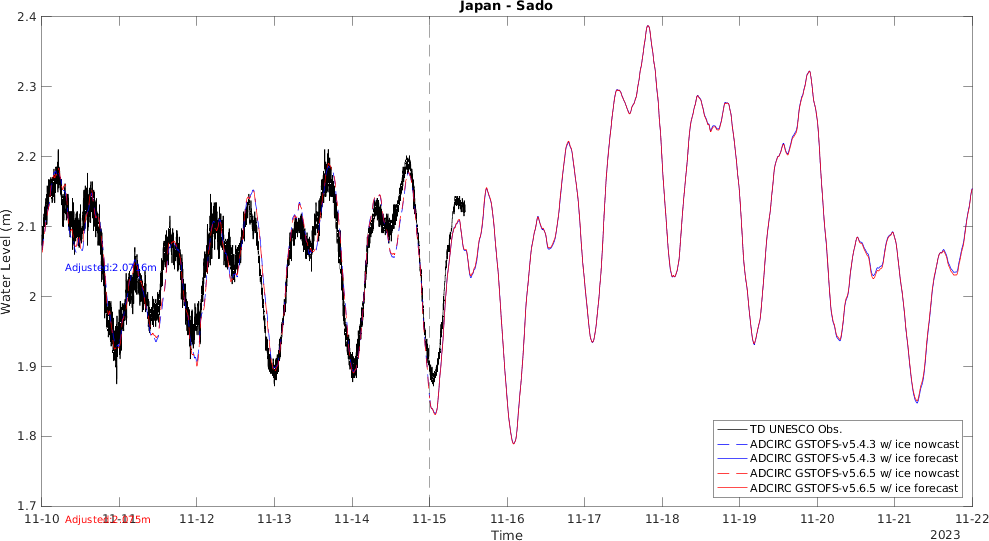 Japan - Sado
2.4
2.3
2.2
2.1
2
1.9
1.8
1.7
Water Level (m)
Adjusted:2.0746m
TD UNESCO Obs.
ADCIRC GSTOFS-v5.4.3 w/ ice nowcast
ADCIRC GSTOFS-v5.4.3 w/ ice forecast
ADCIRC GSTOFS-v5.6.5 w/ ice nowcast
ADCIRC GSTOFS-v5.6.5 w/ ice forecast
11-10 11-11 11-12 11-13 11-14 11-15 11-16 11-17 11-18 11-19 11-20 11-21 11-22
Time
2023